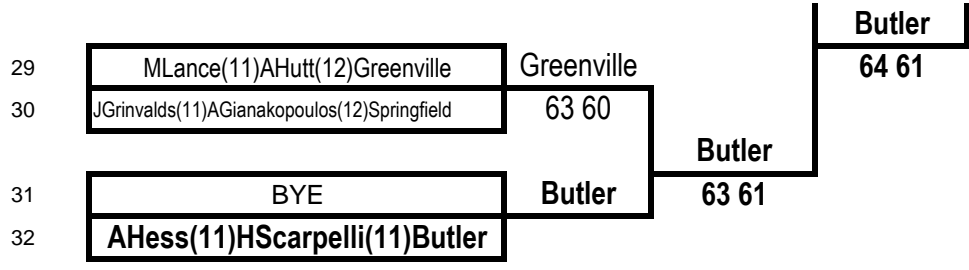 Butler
29 MLance(11)AHutt(12)Greenville Greenville 64 61
30 JGrinvalds(11)AGianakopoulos(12)Springfield 63 60
Butler
31 BYE Butler 63 61
32 AHess(11)HScarpelli(11)Butler